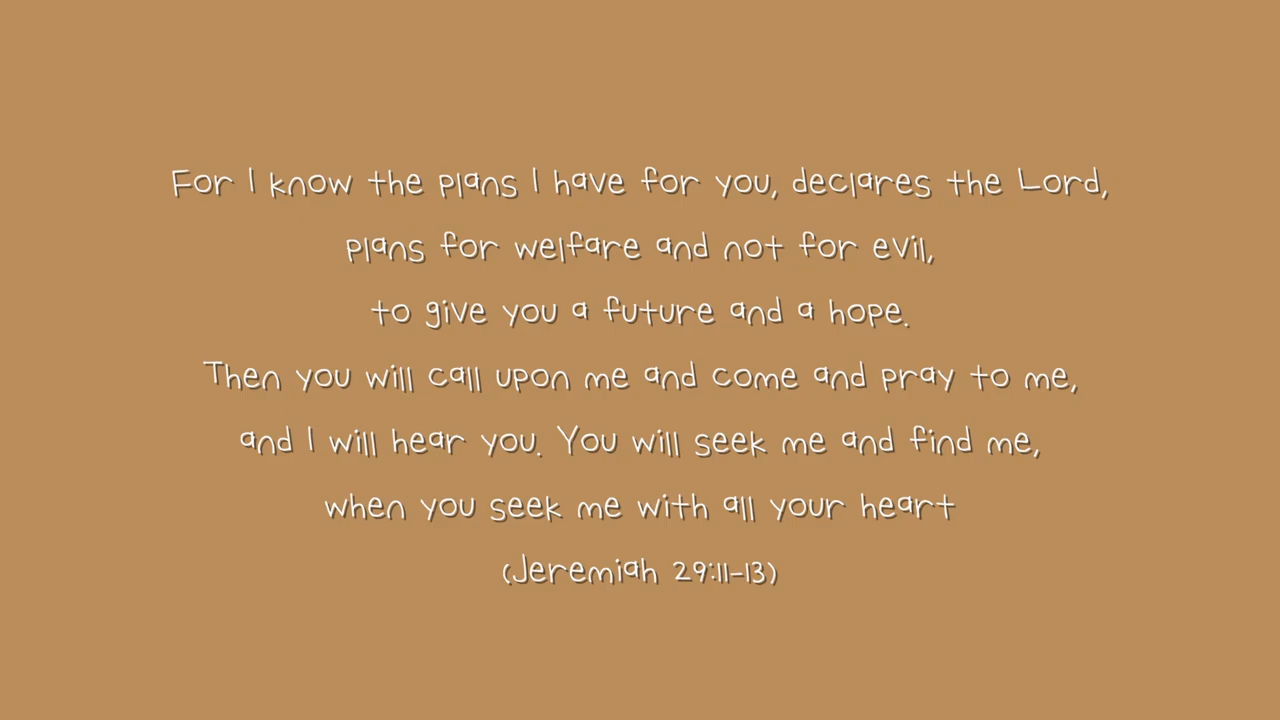 For I know the plans I have for you, declares the Lord,
plans for welfare and not for evil,
to give you a future and a hope.
Then you will call upon me and come and pray to me,
and I will hear you. You will seek me and find me,
when you seek me with all your heart
(Jeremiah 29:11-13)